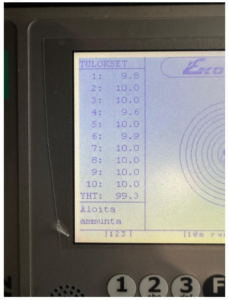 TULOKSET
1: 9.8
2: 10.0
3: 10.0
4: 9.6
5: 10.0
6: 9.9
7: 10.0
8: 10.0
9: 10.0
10: 10.0
YHT: 99.3
Aloita
ammunta
|123|
1 2 3 F